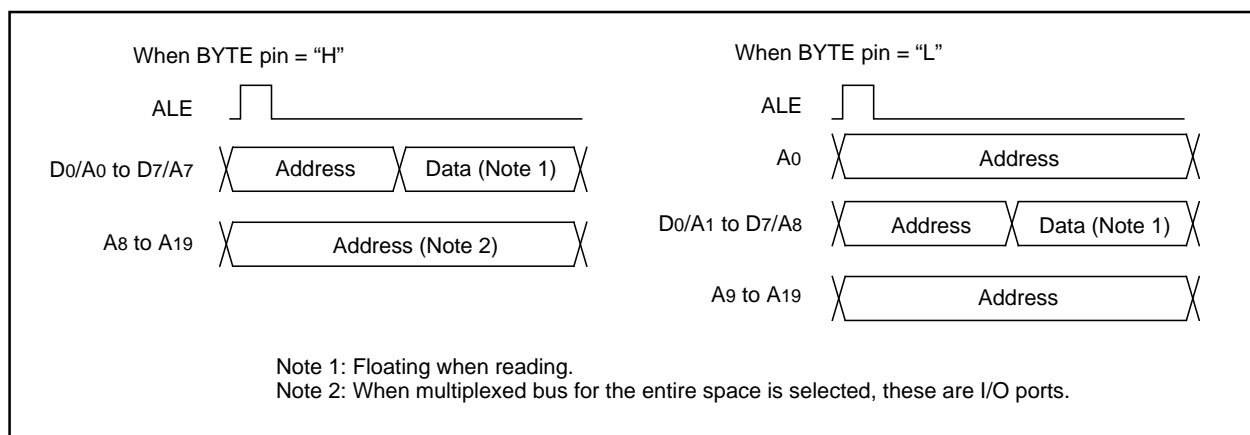 When BYTE pin = “H”
ALE
D0/A0 to D7/A7
Address
Data (Note 1)
A8 to A19
Address (Note 2)
When BYTE pin = “L”
ALE
A0
Address
D0/A1 to D7/A8
Address
Data (Note 1)
A9 to A19
Address
Note 1: Floating when reading.
Note 2: When multiplexed bus for the entire space is selected, these are I/O ports.